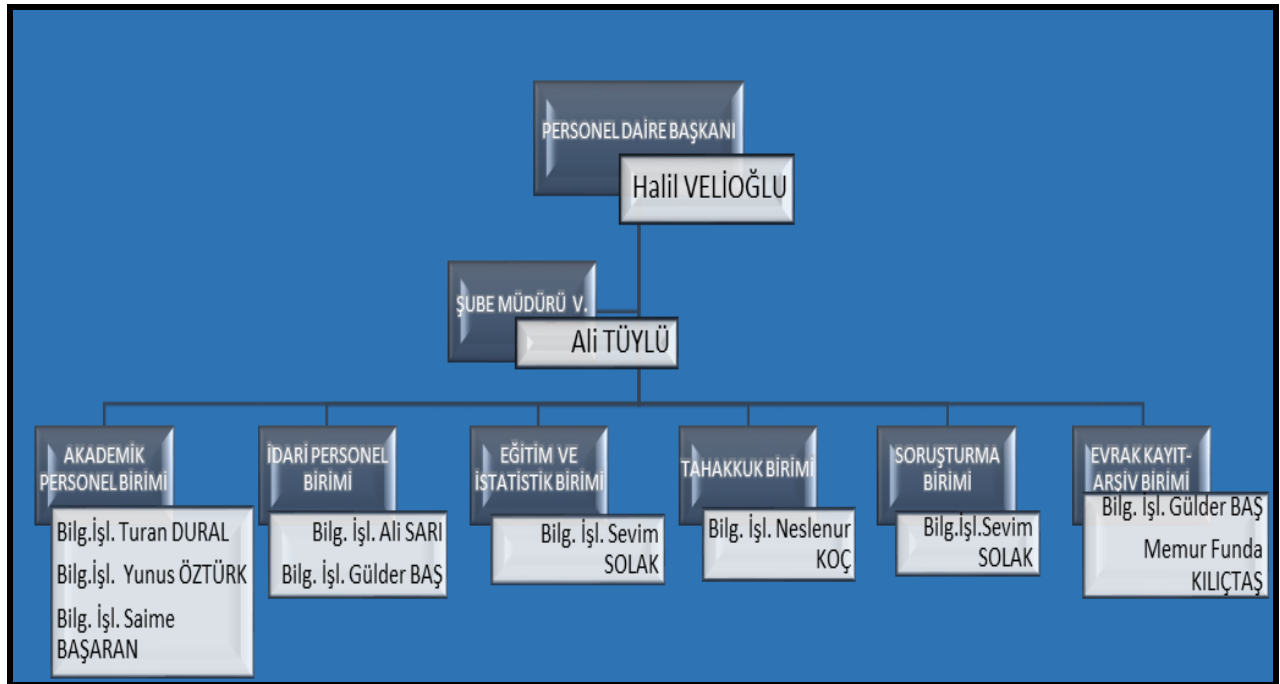 PERSONEL DAİRE BAŞKANI
Halil VELİOĞLU
ŞUBE MÜDÜRÜ V.
Ali TÜYLÜ
AKADEMİK
PERSONEL BİRİMİ
Bilg.İşl. Turan DURAL
Bilg.İşl. Yunus ÖZTÜRK
Bilg. İşl. Saime
BAŞARAN
İDARİ PERSONEL
BİRİMİ
Bilg. İşl. Ali SARI
Bilg. İşl. Gülder BAŞ
EĞİTİM VE
İSTATİSTİK BİRİMİ
Bilg. İşl. Sevim
SOLAK
TAHAKKUK BİRİMİ
Bilg. İşl. Neslenur
KOÇ
SORUŞTURMA
BİRİMİ
Bilg.İşl.Sevim
SOLAK
EVRAK KAYIT-
ARŞİV BİRİMİ
Bilg. İşl. Gülder BAŞ
Memur Funda
KILIÇTAŞ